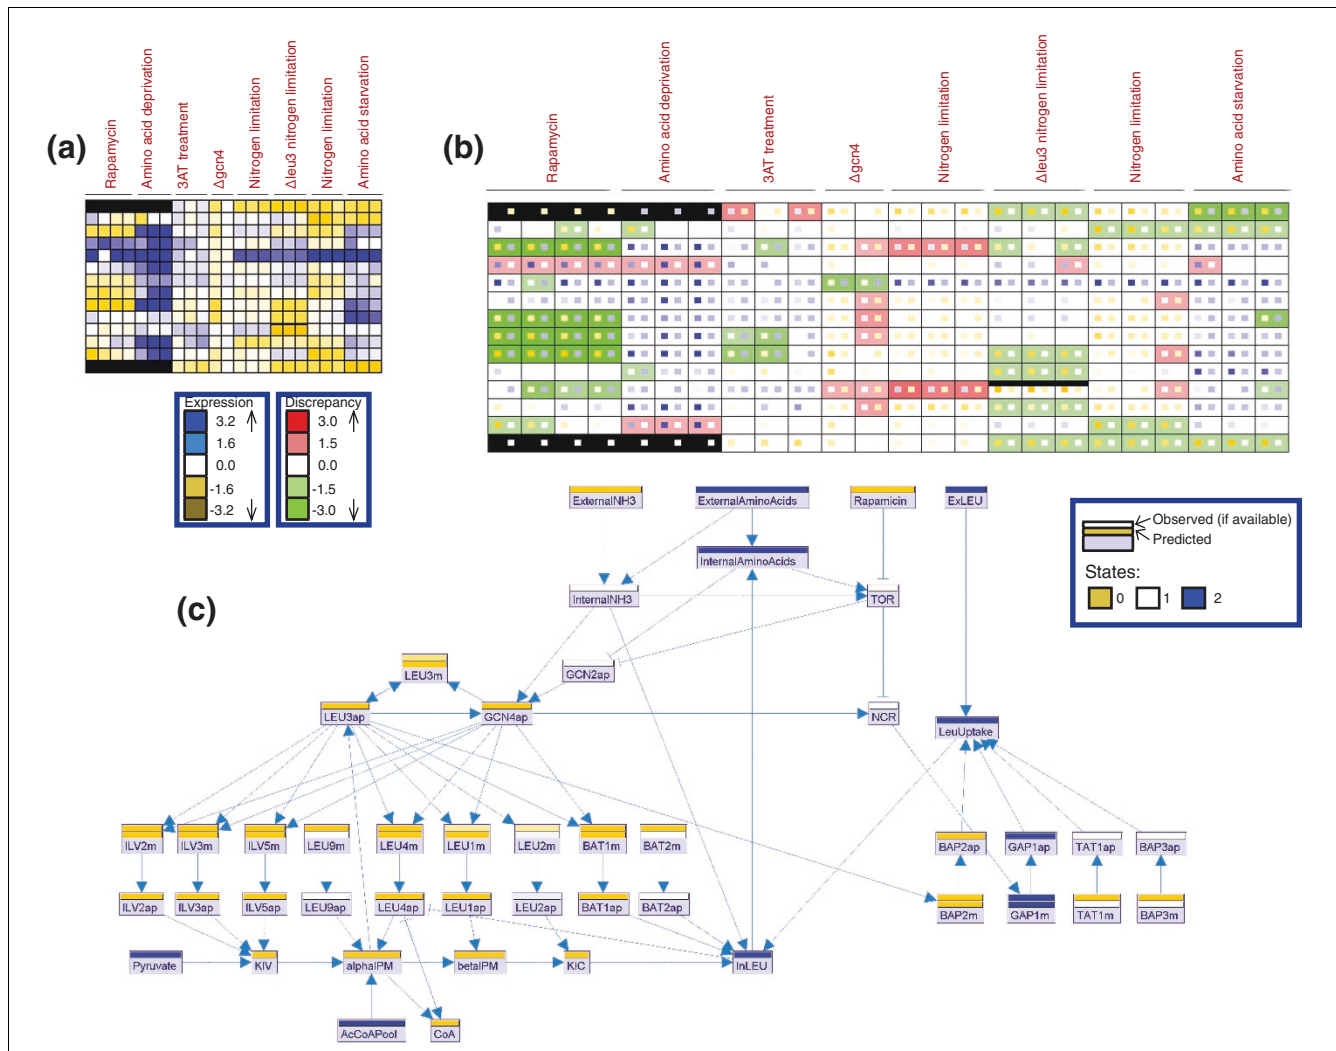 (a)
Rapamycin
Amino acid deprivation
3AT treatment
Δgcn4
Nitrogen limitation
Δleu3 nitrogen limitation
Nitrogen limitation
Amino acid starvation
(b)
Rapamycin
Amino acid deprivation
3AT treatment
Δgcn4
Nitrogen limitation
Δleu3 nitrogen limitation
Nitrogen limitation
Amino acid starvation
Expression
3.2
1.6
0.0
-1.6
-3.2
Discrepancy
3.0
1.5
0.0
-1.5
-3.0
(c)
ExternalNH3 ExternalAminoAcids Rapamicin ExLEU
InternalAminoAcids
InternalNH3 TOR
Observed (if available)
Predicted
States:
0 1 2
LEU3m GCN2ap
LEU3ap GCN4ap NCR
LeuUptake
ILV2m ILV3m ILV5m LEU9m LEU4m LEU1m LEU2m BAT1m BAT2m BAP2ap GAP1ap TAT1ap BAP3ap
ILV2ap ILV3ap ILV5ap LEU9ap LEU4ap LEU1ap LEU2ap BAT1ap BAT2ap BAP2m GAP1m TAT1m BAP3m
Pyruvate KIV alphaIPM betaIPM KIC InLEU
AcCoAPool CoA